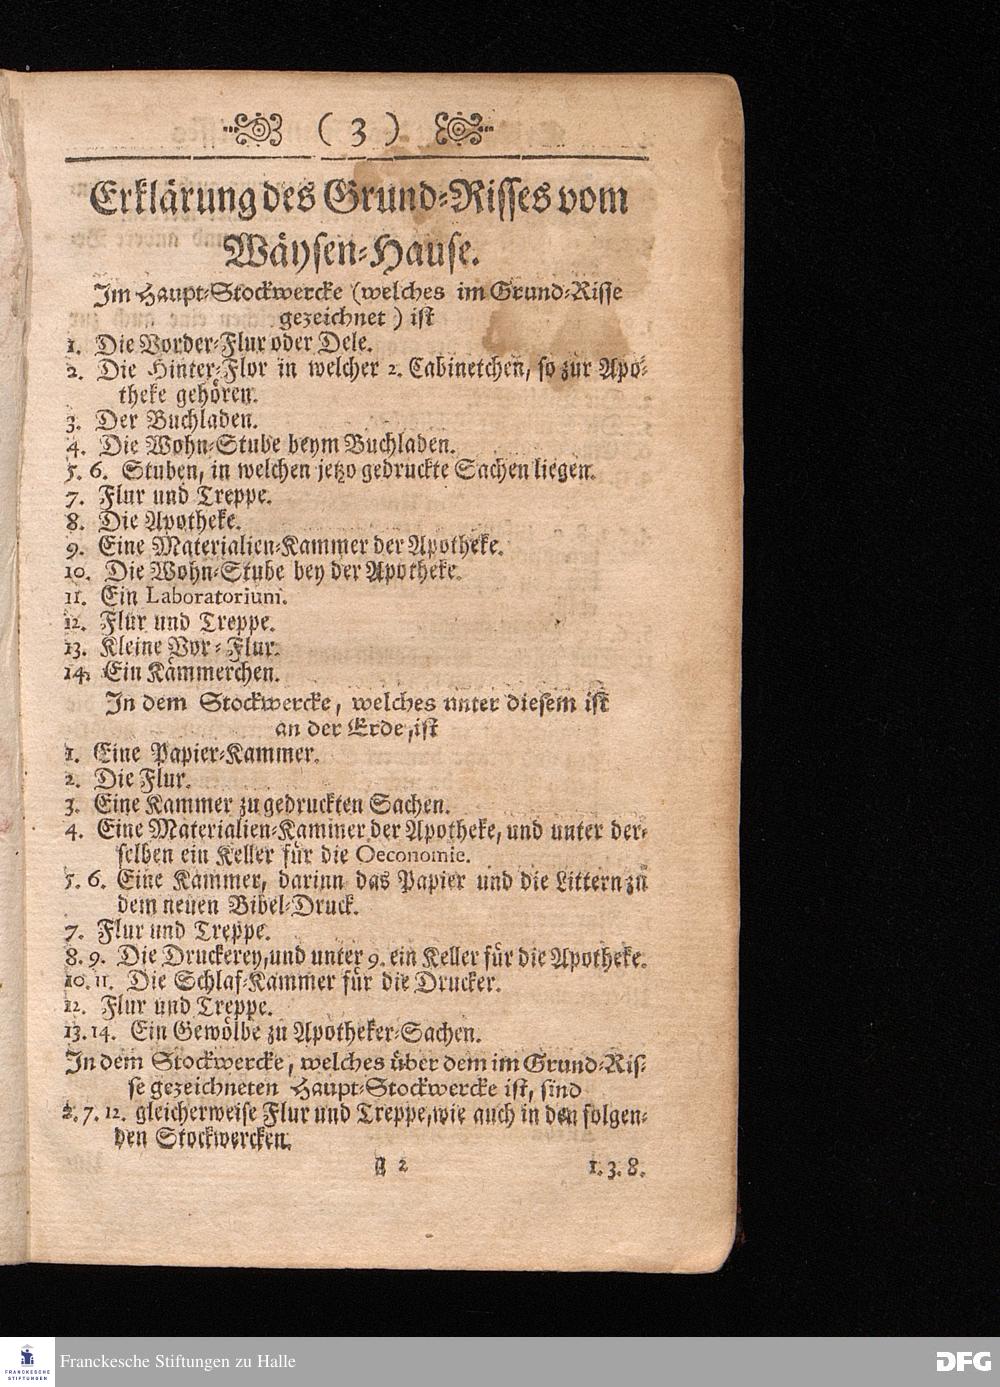 ( 3 )
Erklärung des Grund-Risses vom
Wäysen-Hause.
Im Haupt-Stockwercke (welches im Grund-Risse
gezeichnet) ist
1. Die Vorder-Flur oder Dele.
2. Die Hinter-Flor in welcher 2. Cabinetchen, so zur Apo-
theke gehören.
3. Der Buchladen.
4. Die Wohn-Stube beym Buchladen.
5. 6. Stuben, in welchen jetzo gedruckte Sachen liegen.
7. Flur und Treppe.
8. Die Apotheke.
9. Eine Materialien-Kammer der Apotheke.
10. Die Wohn-Stube bey der Apotheke.
11. Ein Laboratorium.
12. Flur und Treppe.
13. Kleine Vor-Flur.
14. Ein Kämmerchen.
In dem Stockwercke, welches unter diesem ist
an der Erde, ist
1. Eine Papier-Kammer.
2. Die Flur.
3. Eine Kammer zu gedruckten Sachen.
4. Eine Materialien-Kammer der Apotheke, und unter der-
selben ein Keller für die Oeconomie.
5. 6. Eine Kammer, darinn das Papier und die Littern zu
dem neuen Bibel-Druck.
7. Flur und Treppe.
8. 9. Die Druckerey, und unter 9. ein Keller für die Apotheke.
10. 11. Die Schlaf-Kammer für die Drucker.
12. Flur und Treppe.
13. 14. Ein Gewölbe zu Apotheker-Sachen.
In dem Stockwercke, welches über dem im Grund-Ris-
se gezeichneten Haupt-Stockwercke ist, sind
2. 7. 12. gleicherweise Flur und Treppe, wie auch in den folgen-
den Stockwercken.
A 2 1. 3. 8.
FRANCKESCHE
STIFTUNGEN
Franckesche Stiftungen zu Halle
DFG